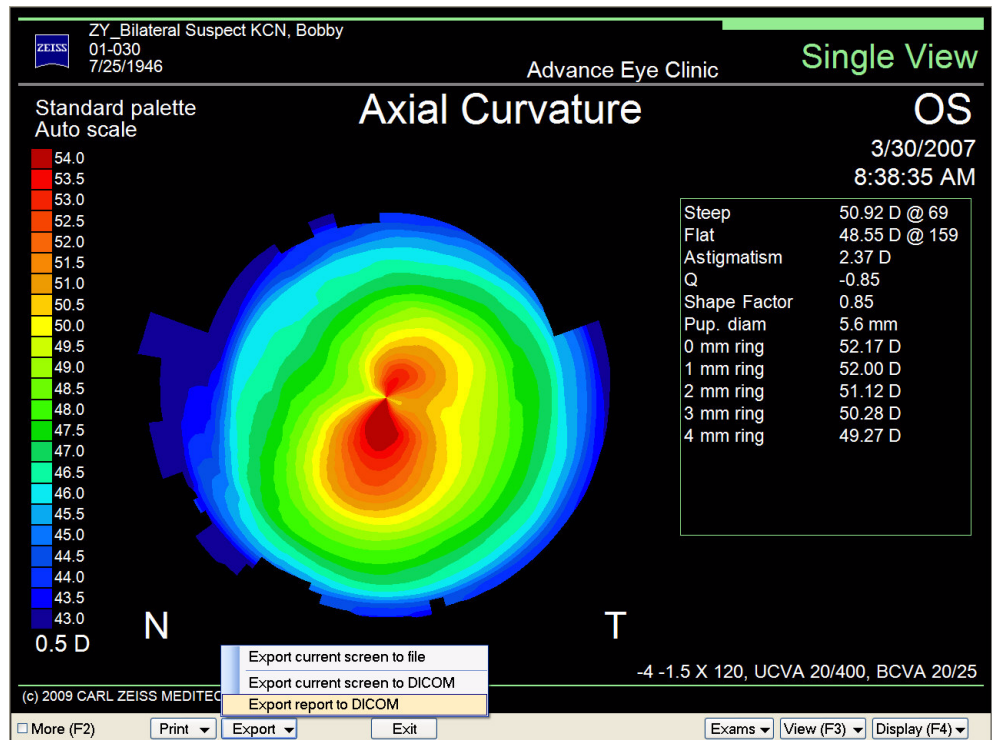 ZEISS
ZY_Bilateral Suspect KCN, Bobby
01-030
7/25/1946
Advance Eye Clinic
Single View
Standard palette
Auto scale
Axial Curvature
OS
3/30/2007
8:38:35 AM
54.0
53.5
53.0
52.5
52.0
51.5
51.0
50.5
50.0
49.5
49.0
48.5
48.0
47.5
47.0
46.5
46.0
45.5
45.0
44.5
44.0
43.5
43.0
0.5 D
Steep 50.92 D @ 69
Flat 48.55 D @ 159
Astigmatism 2.37 D
Q -0.85
Shape Factor 0.85
Pup. diam 5.6 mm
0 mm ring 52.17 D
1 mm ring 52.00 D
2 mm ring 51.12 D
3 mm ring 50.28 D
4 mm ring 49.27 D
N
T
Export current screen to file
Export current screen to DICOM
Export report to DICOM
-4 -1.5 X 120, UCVA 20/400, BCVA 20/25
(c) 2009 CARL ZEISS MEDITEC
More (F2) Print Export Exit Exams View (F3) Display (F4)